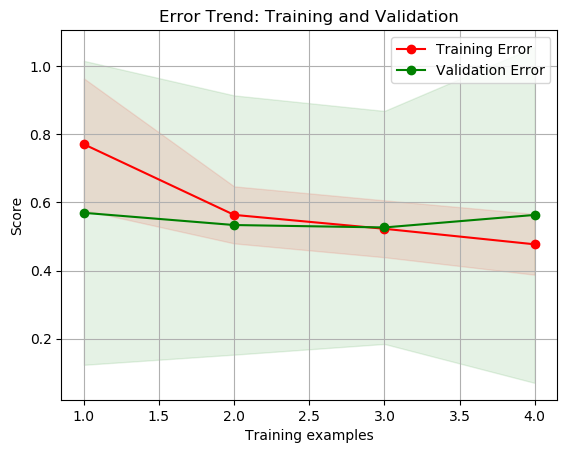 Error Trend: Training and Validation
Training Error
Validation Error
Score
1.0
0.8
0.6
0.4
0.2
1.0 1.5 2.0 2.5 3.0 3.5 4.0
Training examples